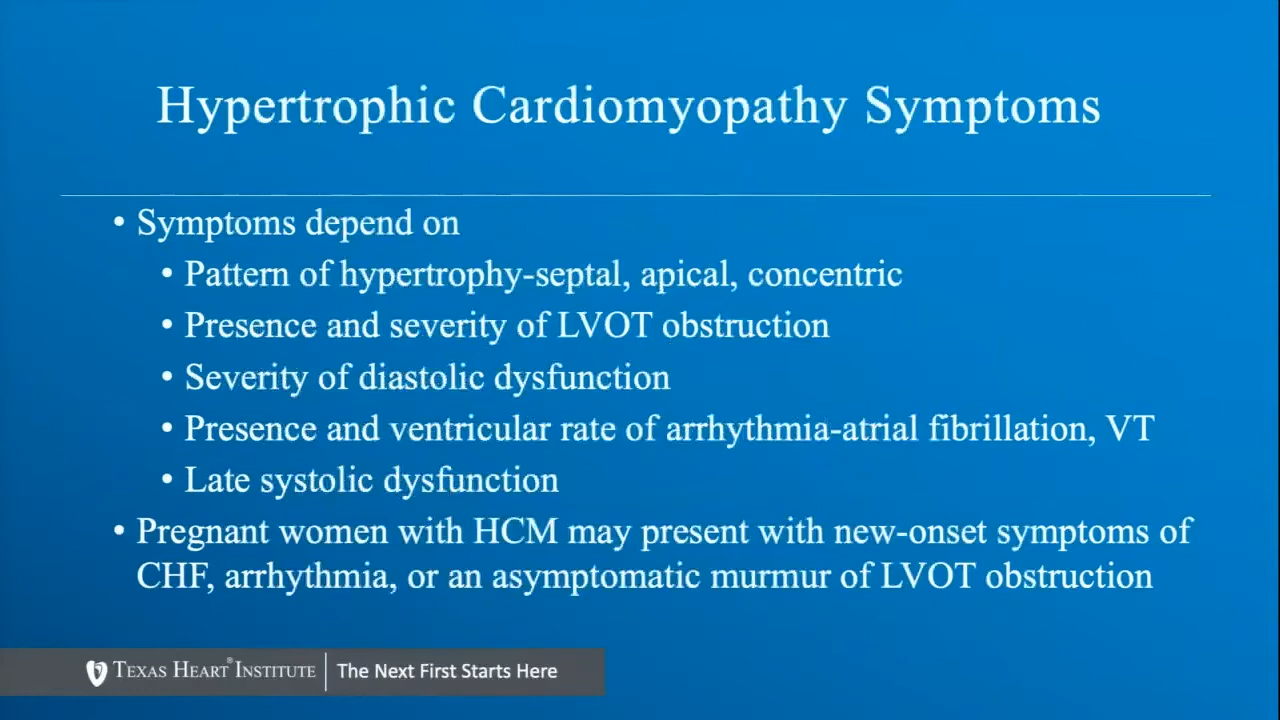 Hypertrophic Cardiomyopathy Symptoms
• Symptoms depend on
• Pattern of hypertrophy-septal, apical, concentric
• Presence and severity of LVOT obstruction
• Severity of diastolic dysfunction
• Presence and ventricular rate of arrhythmia-atrial fibrillation, VT
• Late systolic dysfunction
• Pregnant women with HCM may present with new-onset symptoms of
CHF, arrhythmia, or an asymptomatic murmur of LVOT obstruction
TEXAS HEART® INSTITUTE | The Next First Starts Here